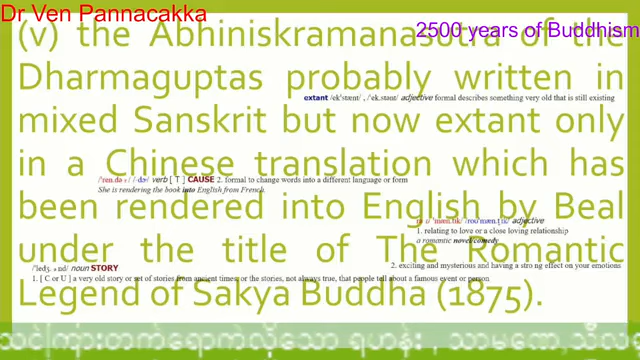 Dr Ven Pannacakka
2500 years of Buddhism
(v) the Abhiniskramanasutra of the
Dharmaguptas probably written in
extant /ekˈstænt/ , /ˈek.stənt/ adjective formal describes something very old that is still existing
mixed Sanskrit but now extant only
in a Chinese translation which has
verb [ T ] CAUSE 2. formal to change words into a different language or form
She is rendering the book into English from French.
been rendered into English by Beal
adjective
1. relating to love or a close loving relationship
a romantic novel/comedy
under the title of The Romantic
2. exciting and mysterious and having a strong effect on your emotions
noun STORY
1. [ C or U ] a very old story or set of stories from ancient times, or the stories, not always true, that people tell about a famous event or person
Legend of Sakya Buddha (1875).